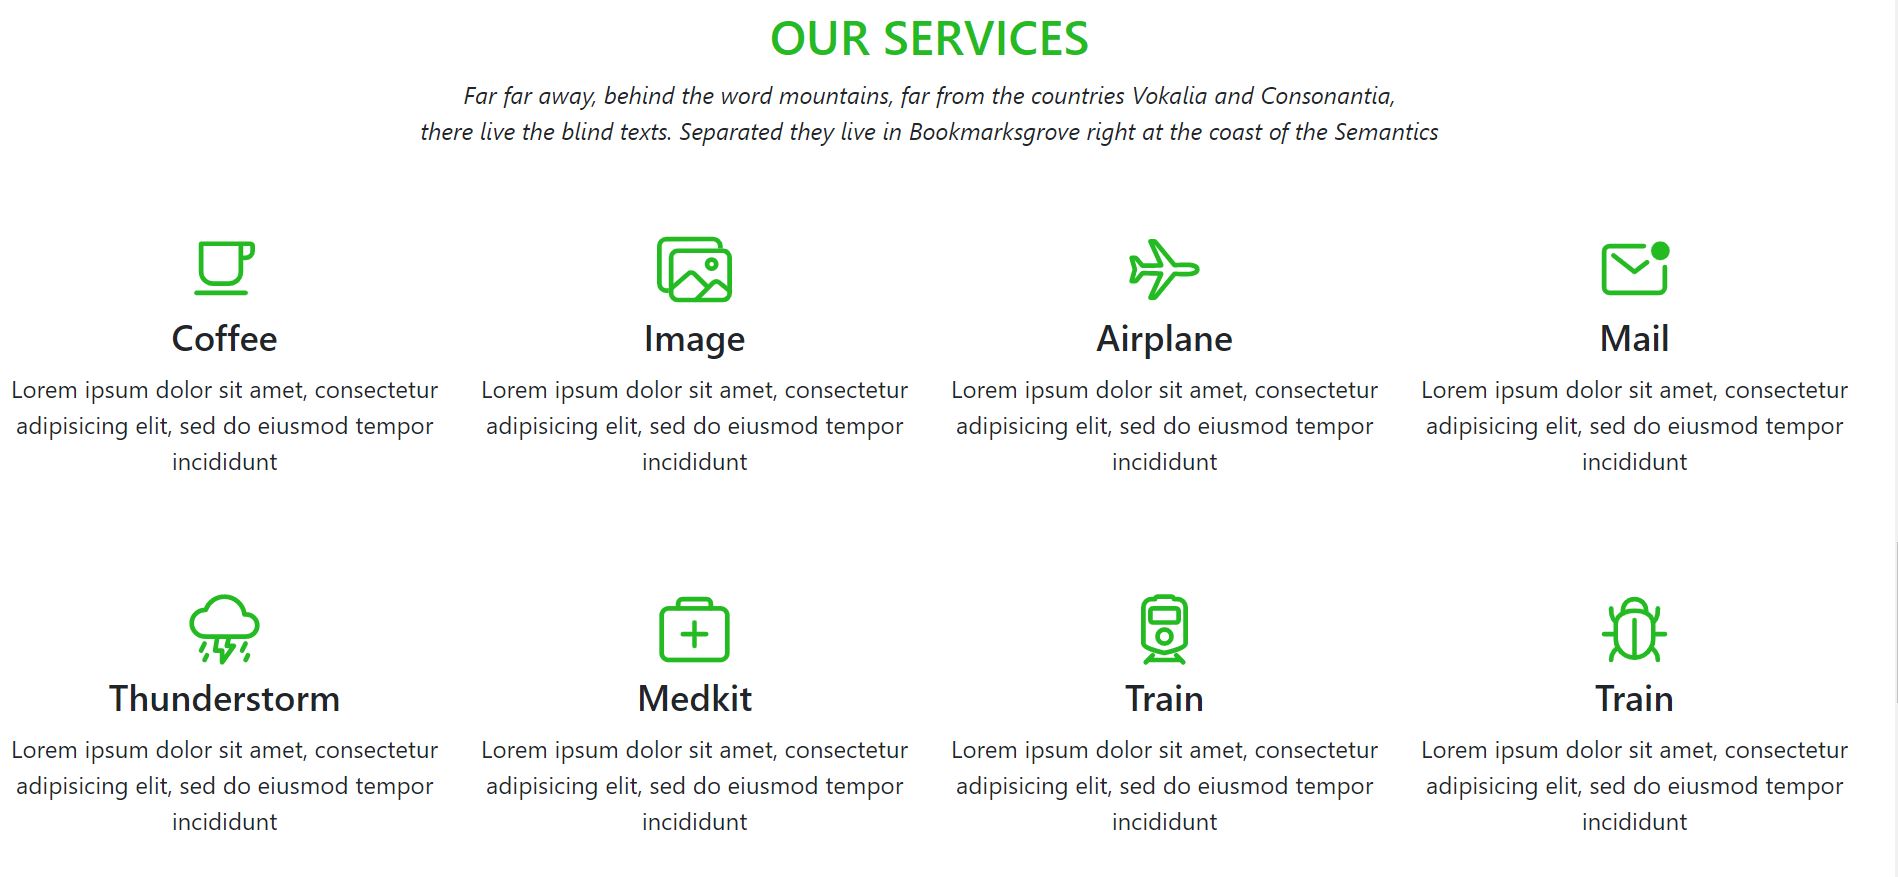 OUR SERVICES
Far far away, behind the word mountains, far from the countries Vokalia and Consonantia,
there live the blind texts. Separated they live in Bookmarksgrove right at the coast of the Semantics
Coffee
Lorem ipsum dolor sit amet, consectetur
adipisicing elit, sed do eiusmod tempor
incididunt
Image
Lorem ipsum dolor sit amet, consectetur
adipisicing elit, sed do eiusmod tempor
incididunt
Airplane
Lorem ipsum dolor sit amet, consectetur
adipisicing elit, sed do eiusmod tempor
incididunt
Mail
Lorem ipsum dolor sit amet, consectetur
adipisicing elit, sed do eiusmod tempor
incididunt
Thunderstorm
Lorem ipsum dolor sit amet, consectetur
adipisicing elit, sed do eiusmod tempor
incididunt
Medkit
Lorem ipsum dolor sit amet, consectetur
adipisicing elit, sed do eiusmod tempor
incididunt
Train
Lorem ipsum dolor sit amet, consectetur
adipisicing elit, sed do eiusmod tempor
incididunt
Train
Lorem ipsum dolor sit amet, consectetur
adipisicing elit, sed do eiusmod tempor
incididunt